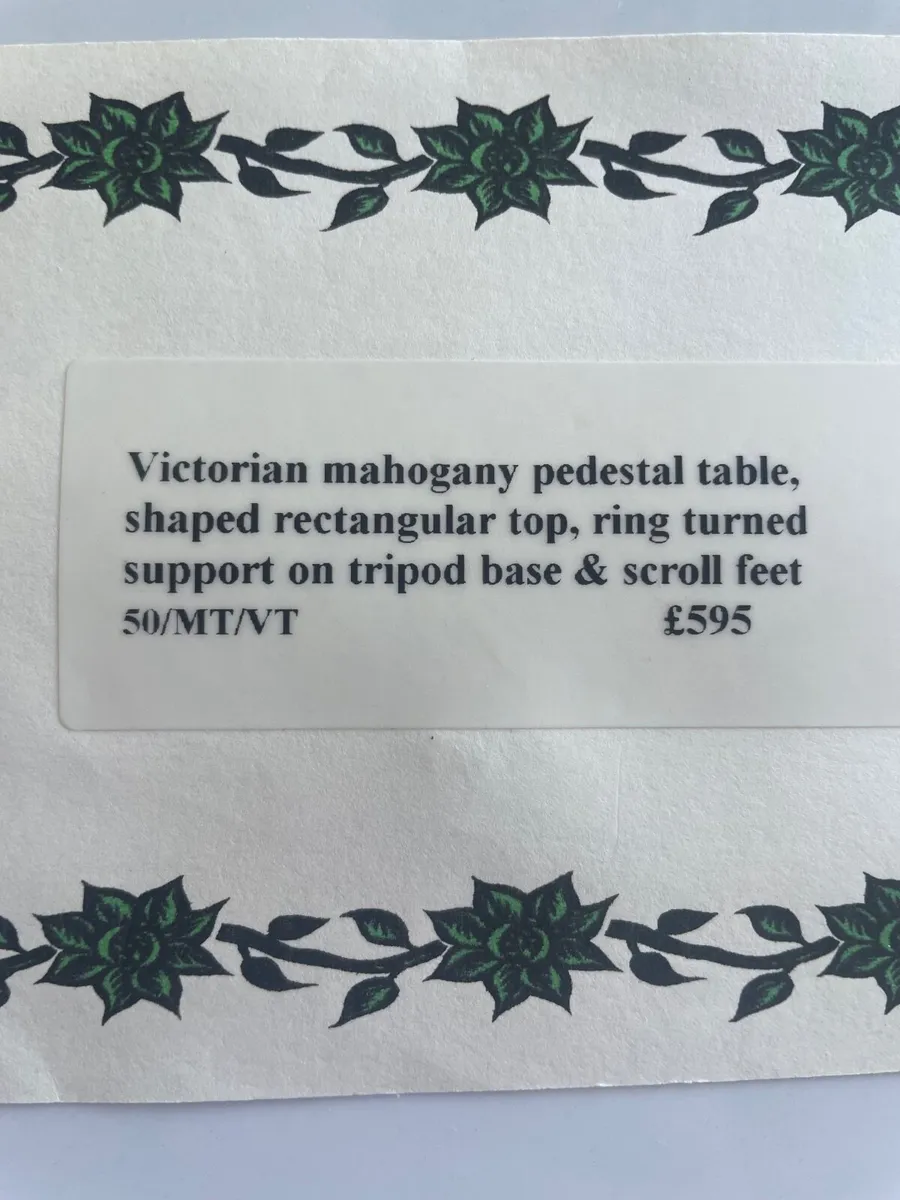 Victorian mahogany pedestal table,
shaped rectangular top, ring turned
support on tripod base & scroll feet
50/MT/VT £595